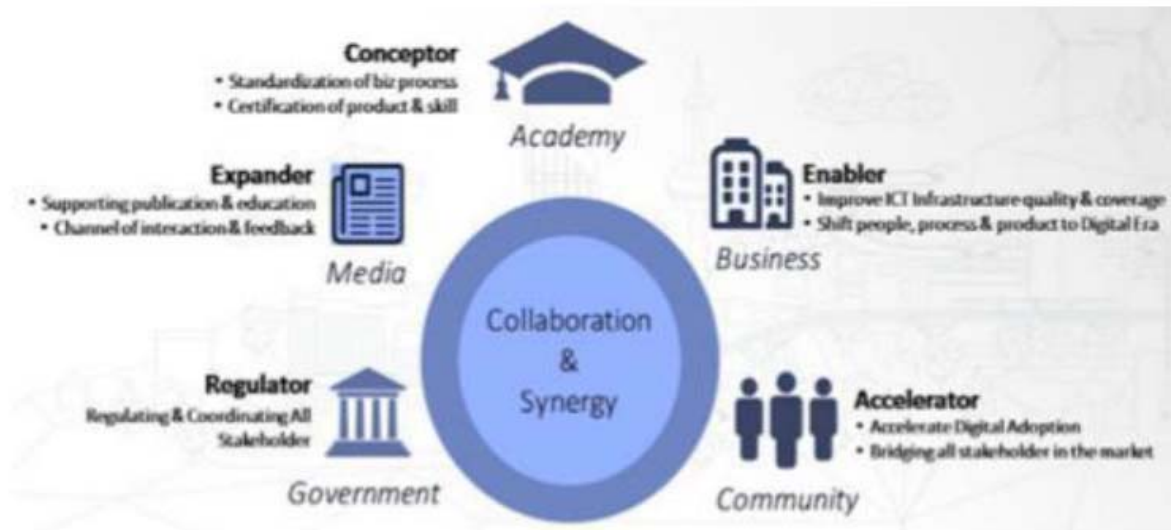 Conceptor
• Standardization of biz process
• Certification of product & skill
Academy
Expander
• Supporting publication & education
• Channel of interaction & feedback
Media
Enabler
• Improve ICT Infrastructure quality & coverage
• Shift people, process & product to Digital Era
Business
Collaboration
&
Synergy
Regulator
Regulating & Coordinating All
Stakeholder
Government
Accelerator
• Accelerate Digital Adoption
• Bridging all stakeholder in the market
Community